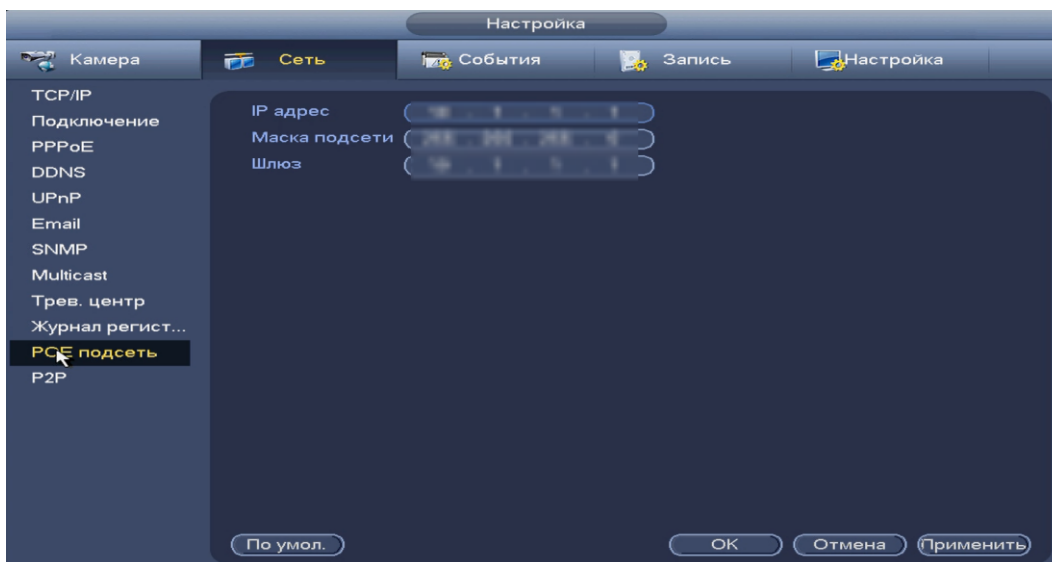 Настройка
Камера
Сеть
События
Запись
Настройка
TCP/IP
Подключение
PPPoE
DDNS
UPnP
Email
SNMP
Multicast
Трев. центр
Журнал регист...
POE подсеть
P2P
IP адрес
Маска подсети
Шлюз
По умол.
OK
Отмена
Применить